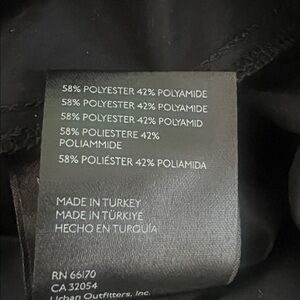 58% POLYESTER 42% POLYAMIDE
58% POLYESTER 42% POLYAMIDE
58% POLYESTER 42% POLYAMID
58% POLIESTERE 42%
POLIAMMIDE
58% POLIÉSTER 42% POLIAMIDA
MADE IN TURKEY
MADE IN TÜRKIYE
HECHO EN TURQUÍA
RN 66170
CA 32054
Urban Outfitters, Inc.